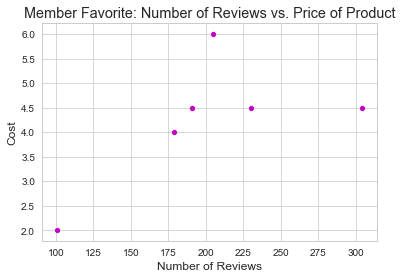 Member Favorite: Number of Reviews vs. Price of Product
6.0
5.5
5.0
4.5
4.0
3.5
3.0
2.5
2.0
Cost
100 125 150 175 200 225 250 275 300
Number of Reviews